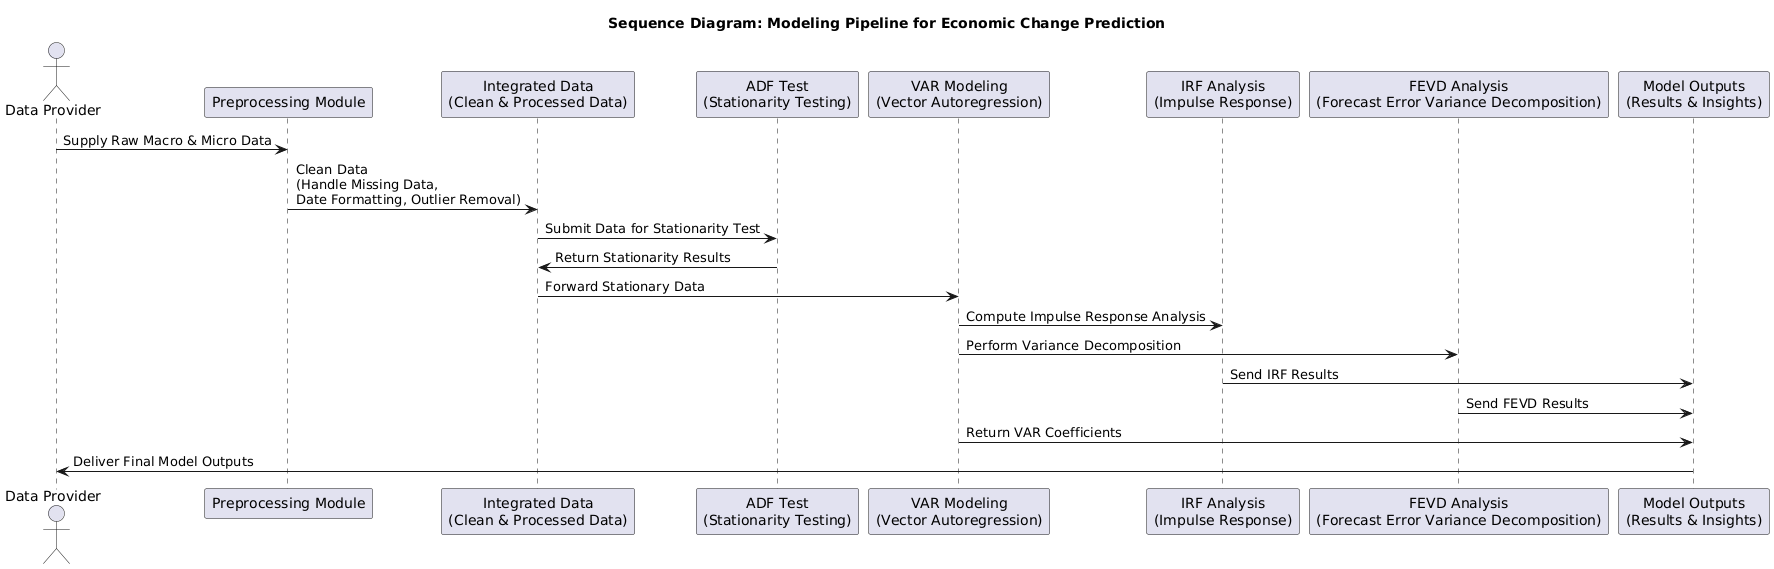 Sequence Diagram: Modeling Pipeline for Economic Change Prediction
Data Provider
Preprocessing Module
Integrated Data
(Clean & Processed Data)
ADF Test
(Stationarity Testing)
VAR Modeling
(Vector Autoregression)
IRF Analysis
(Impulse Response)
FEVD Analysis
(Forecast Error Variance Decomposition)
Model Outputs
(Results & Insights)
Supply Raw Macro & Micro Data
Clean Data
(Handle Missing Data,
Date Formatting, Outlier Removal)
Submit Data for Stationarity Test
Return Stationarity Results
Forward Stationary Data
Compute Impulse Response Analysis
Perform Variance Decomposition
Send IRF Results
Send FEVD Results
Return VAR Coefficients
Deliver Final Model Outputs
Data Provider
Preprocessing Module
Integrated Data
(Clean & Processed Data)
ADF Test
(Stationarity Testing)
VAR Modeling
(Vector Autoregression)
IRF Analysis
(Impulse Response)
FEVD Analysis
(Forecast Error Variance Decomposition)
Model Outputs
(Results & Insights)